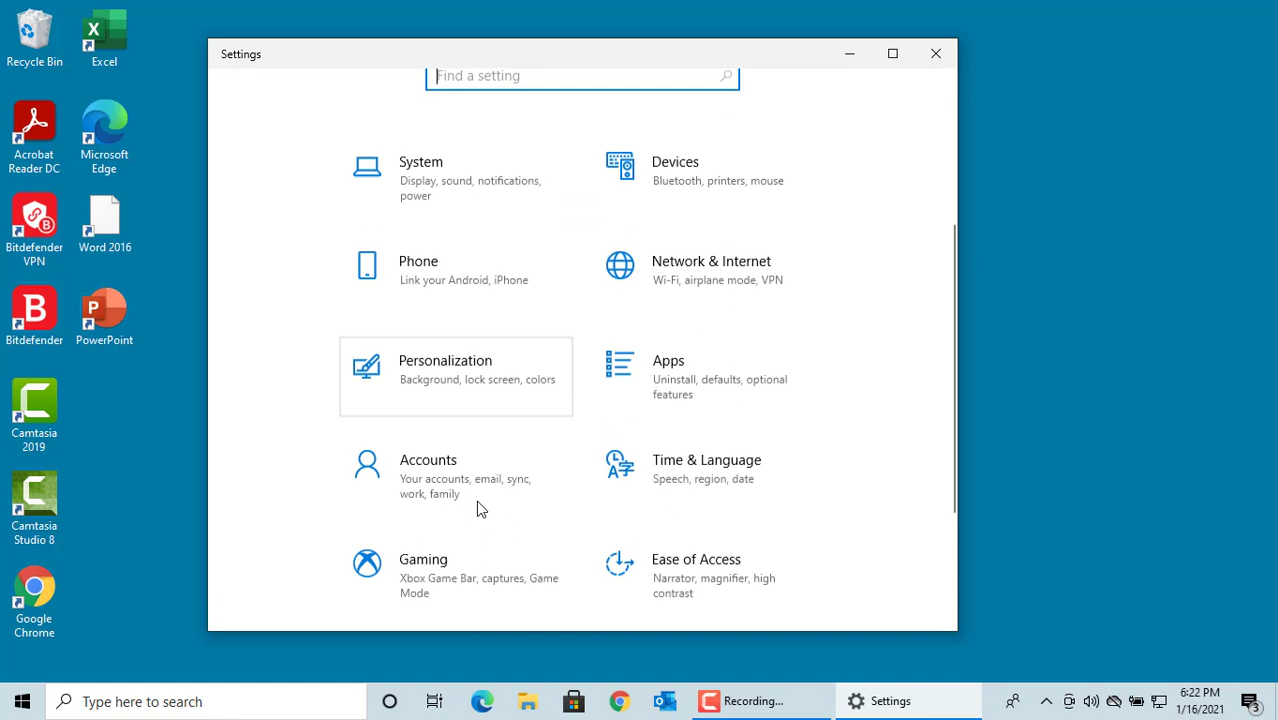 Recycle Bin
Excel
Acrobat
Reader DC
Microsoft
Edge
Bitdefender
VPN
Word 2016
Bitdefender
PowerPoint
Camtasia
2019
Camtasia
Studio 8
Google
Chrome
Settings
Find a setting
System
Display, sound, notifications,
power
Devices
Bluetooth, printers, mouse
Phone
Link your Android, iPhone
Network & Internet
Wi-Fi, airplane mode, VPN
Personalization
Background, lock screen, colors
Apps
Uninstall, defaults, optional
features
Accounts
Your accounts, email, sync,
work, family
Time & Language
Speech, region, date
Gaming
Xbox Game Bar, captures, Game
Mode
Ease of Access
Narrator, magnifier, high
contrast
Type here to search
Recording...
Settings
6:22 PM
1/16/2021
3